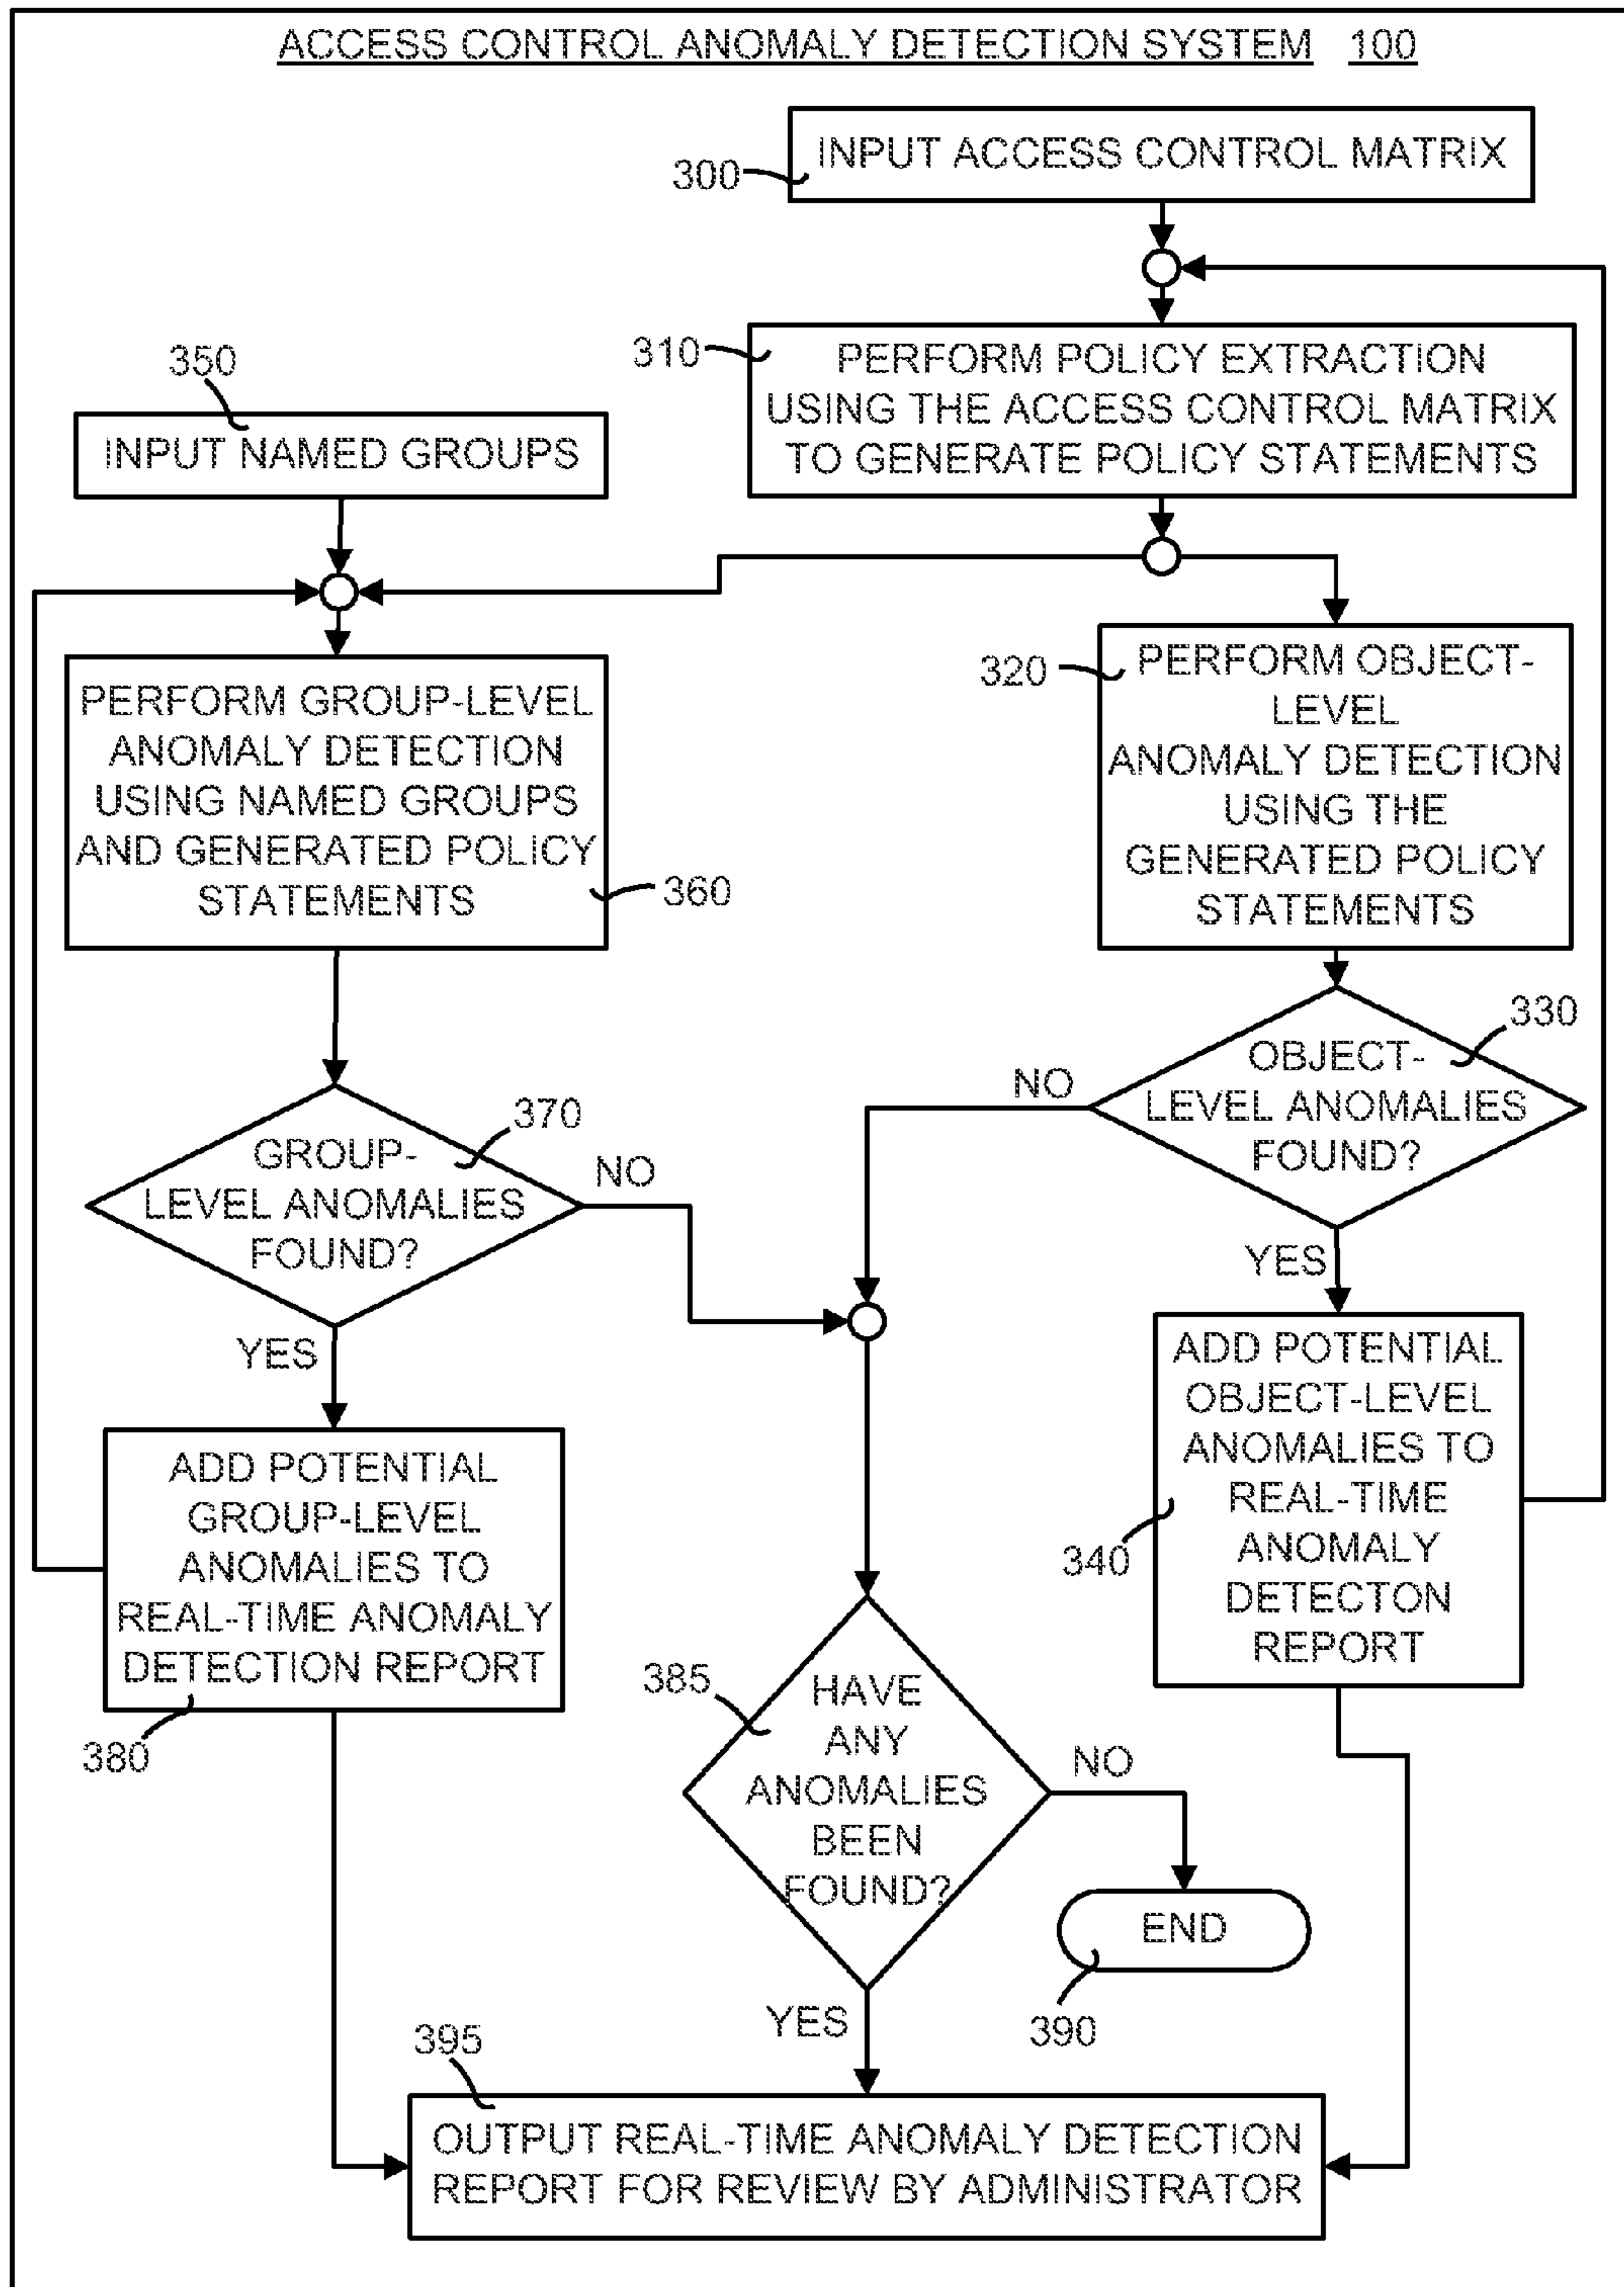 ACCESS CONTROL ANOMALY DETECTION SYSTEM 100
INPUT ACCESS CONTROL MATRIX
300
310
PERFORM POLICY EXTRACTION
USING THE ACCESS CONTROL MATRIX
TO GENERATE POLICY STATEMENTS
350
INPUT NAMED GROUPS
PERFORM GROUP-LEVEL
ANOMALY DETECTION
USING NAMED GROUPS
AND GENERATED POLICY
STATEMENTS
360
320
PERFORM OBJECT-
LEVEL
ANOMALY DETECTION
USING THE
GENERATED POLICY
STATEMENTS
330
OBJECT-
LEVEL ANOMALIES
FOUND?
NO
YES
370
GROUP-
LEVEL ANOMALIES
FOUND?
NO
YES
ADD POTENTIAL
GROUP-LEVEL
ANOMALIES TO
REAL-TIME ANOMALY
DETECTION REPORT
380
ADD POTENTIAL
OBJECT-LEVEL
ANOMALIES TO
REAL-TIME
ANOMALY
DETECTON
REPORT
340
385
HAVE
ANY
ANOMALIES
BEEN
FOUND?
NO
END
390
YES
395
OUTPUT REAL-TIME ANOMALY DETECTION
REPORT FOR REVIEW BY ADMINISTRATOR